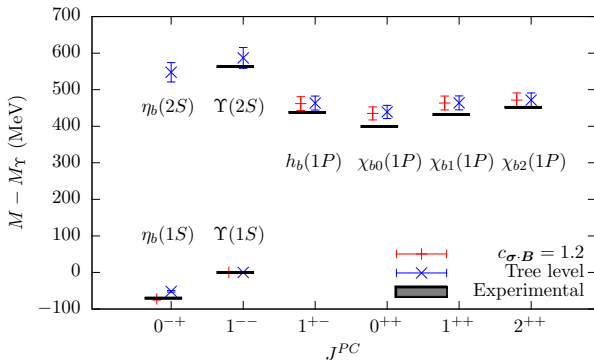 700
600
500
400
300
200
100
0
−100
M − MΥ (MeV)
ηb(2S) Υ(2S)
hb(1P) χb0(1P) χb1(1P) χb2(1P)
ηb(1S) Υ(1S)
cσ·B = 1.2
Tree level
Experimental
0−+ 1−− 1+− 0++ 1++ 2++
JPC